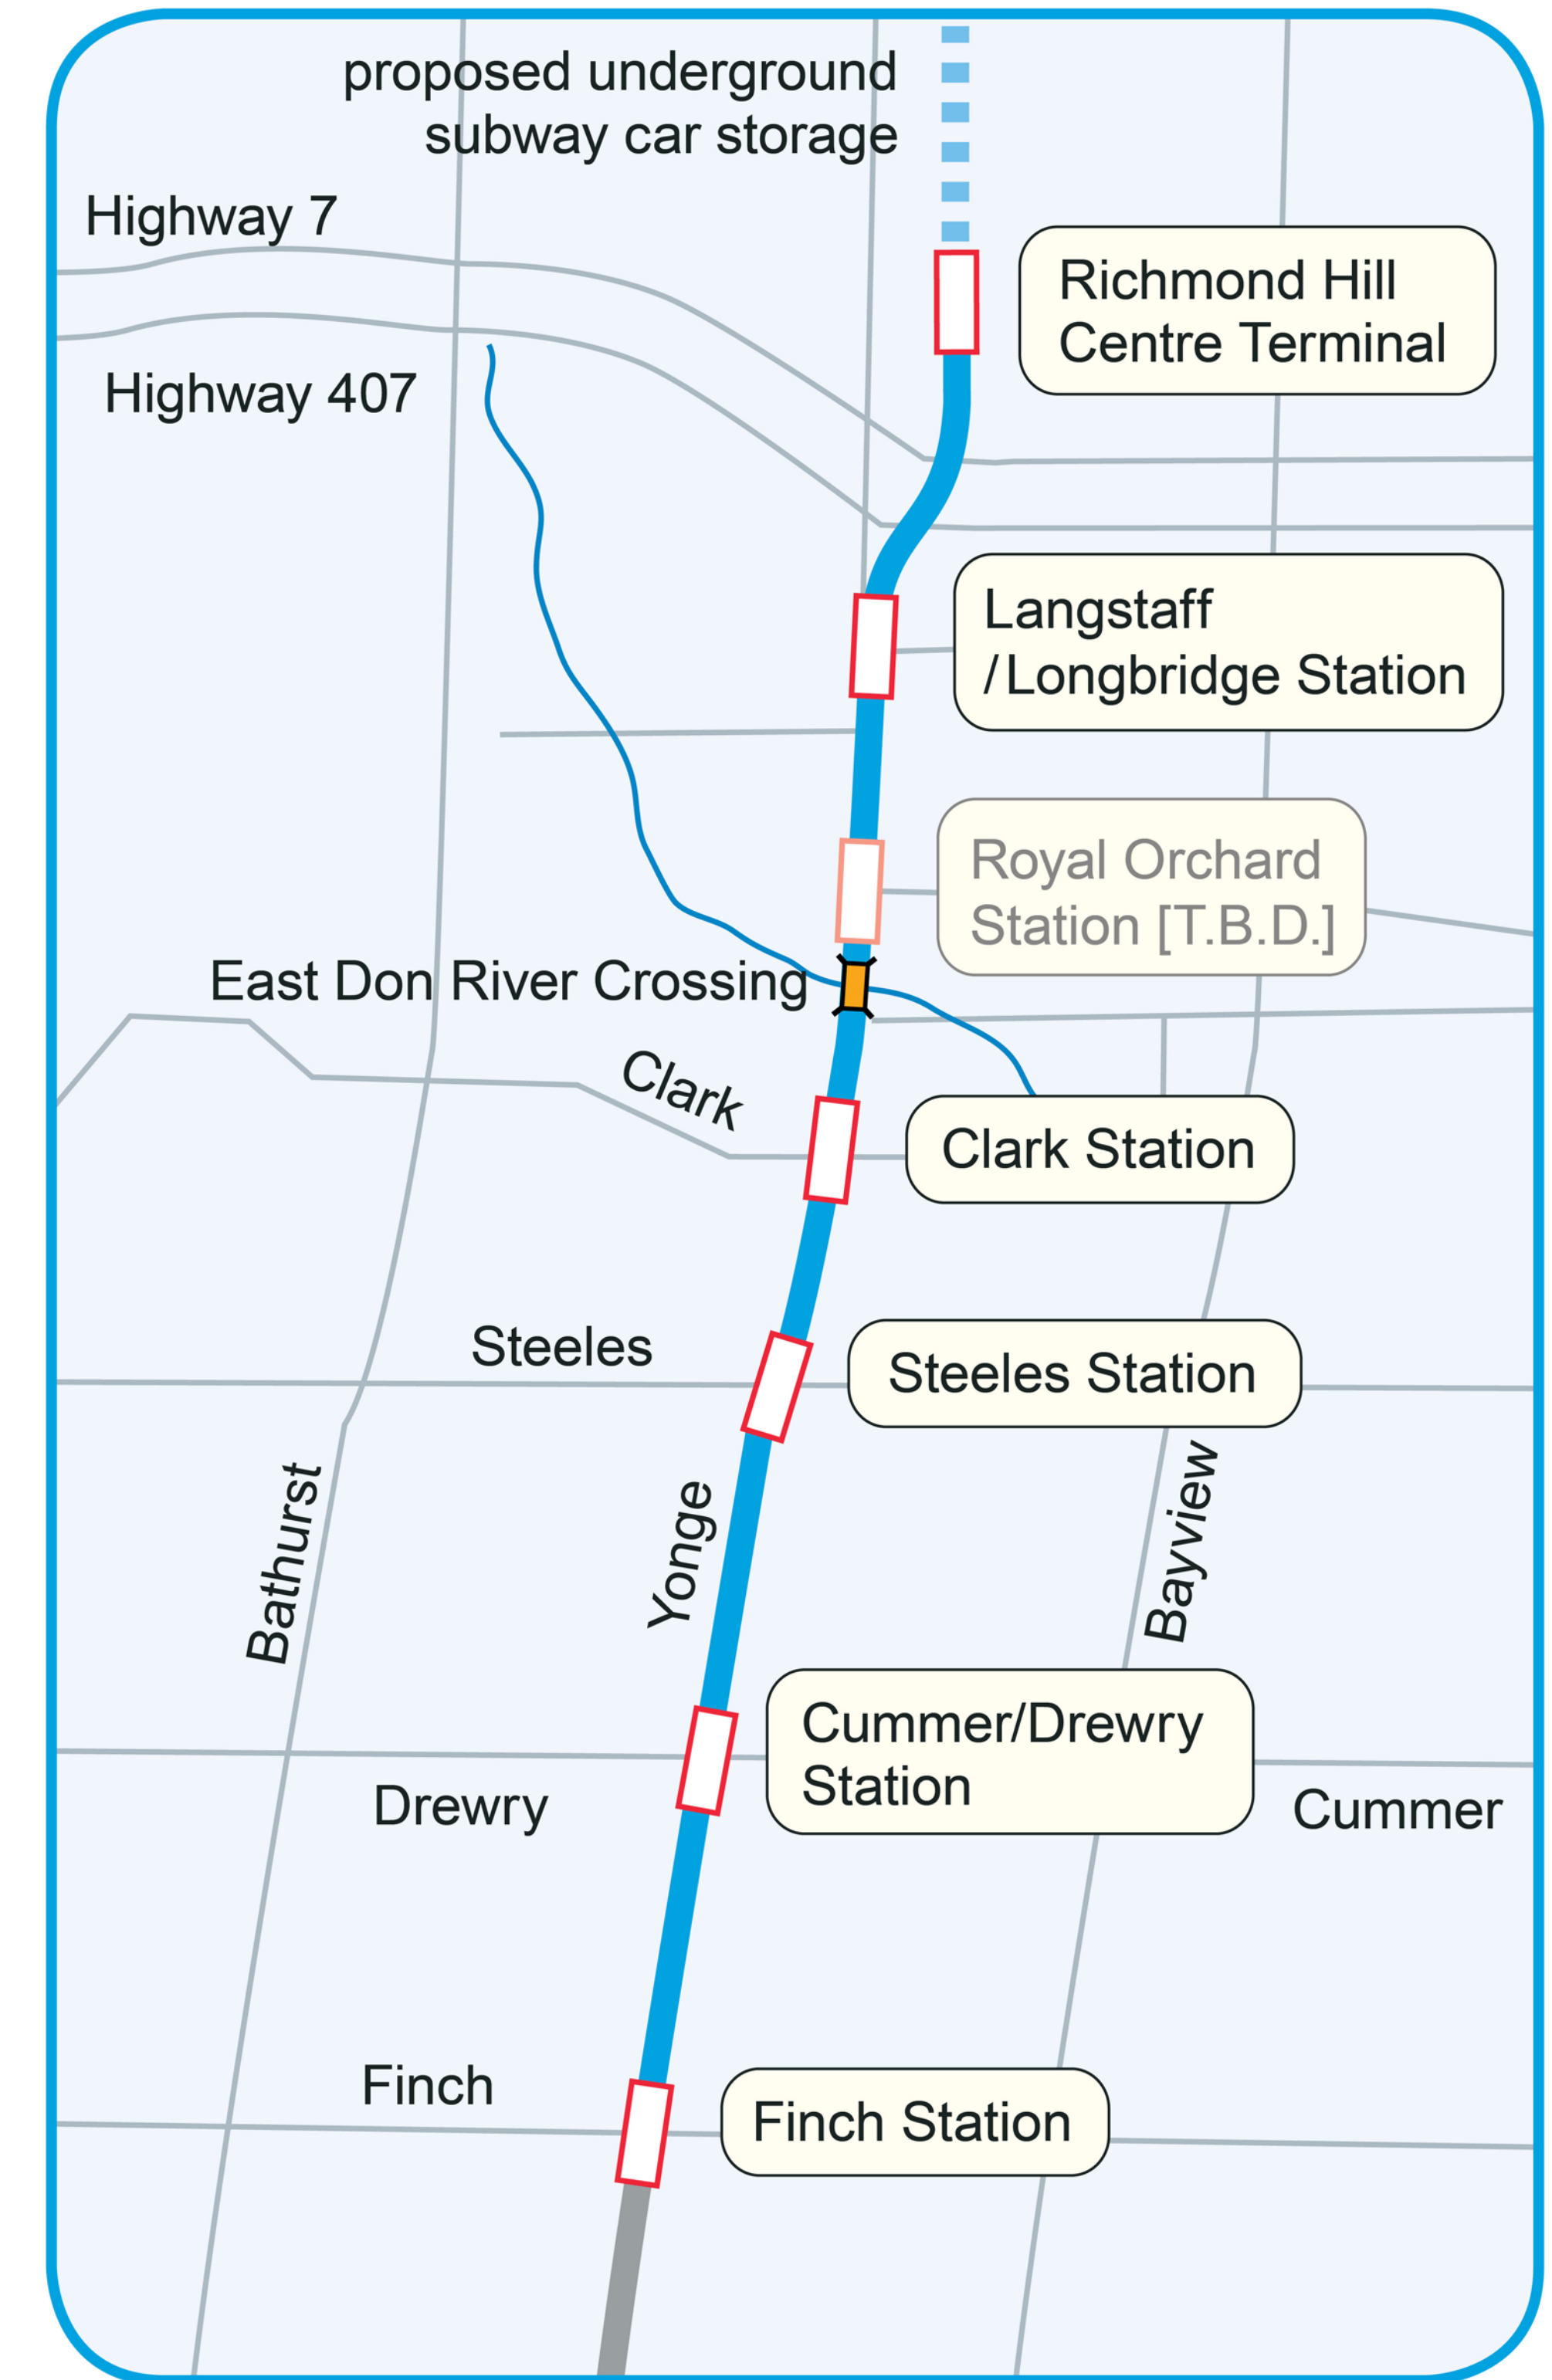 proposed underground
subway car storage
Highway 7
Richmond Hill
Centre Terminal
Highway 407
Langstaff
/Longbridge Station
Royal Orchard
Station [T.B.D.]
East Don River Crossing
Clark
Clark Station
Steeles
Steeles Station
Bathurst
Yonge
Bayview
Cummer/Drewry
Station
Drewry
Cummer
Finch
Finch Station